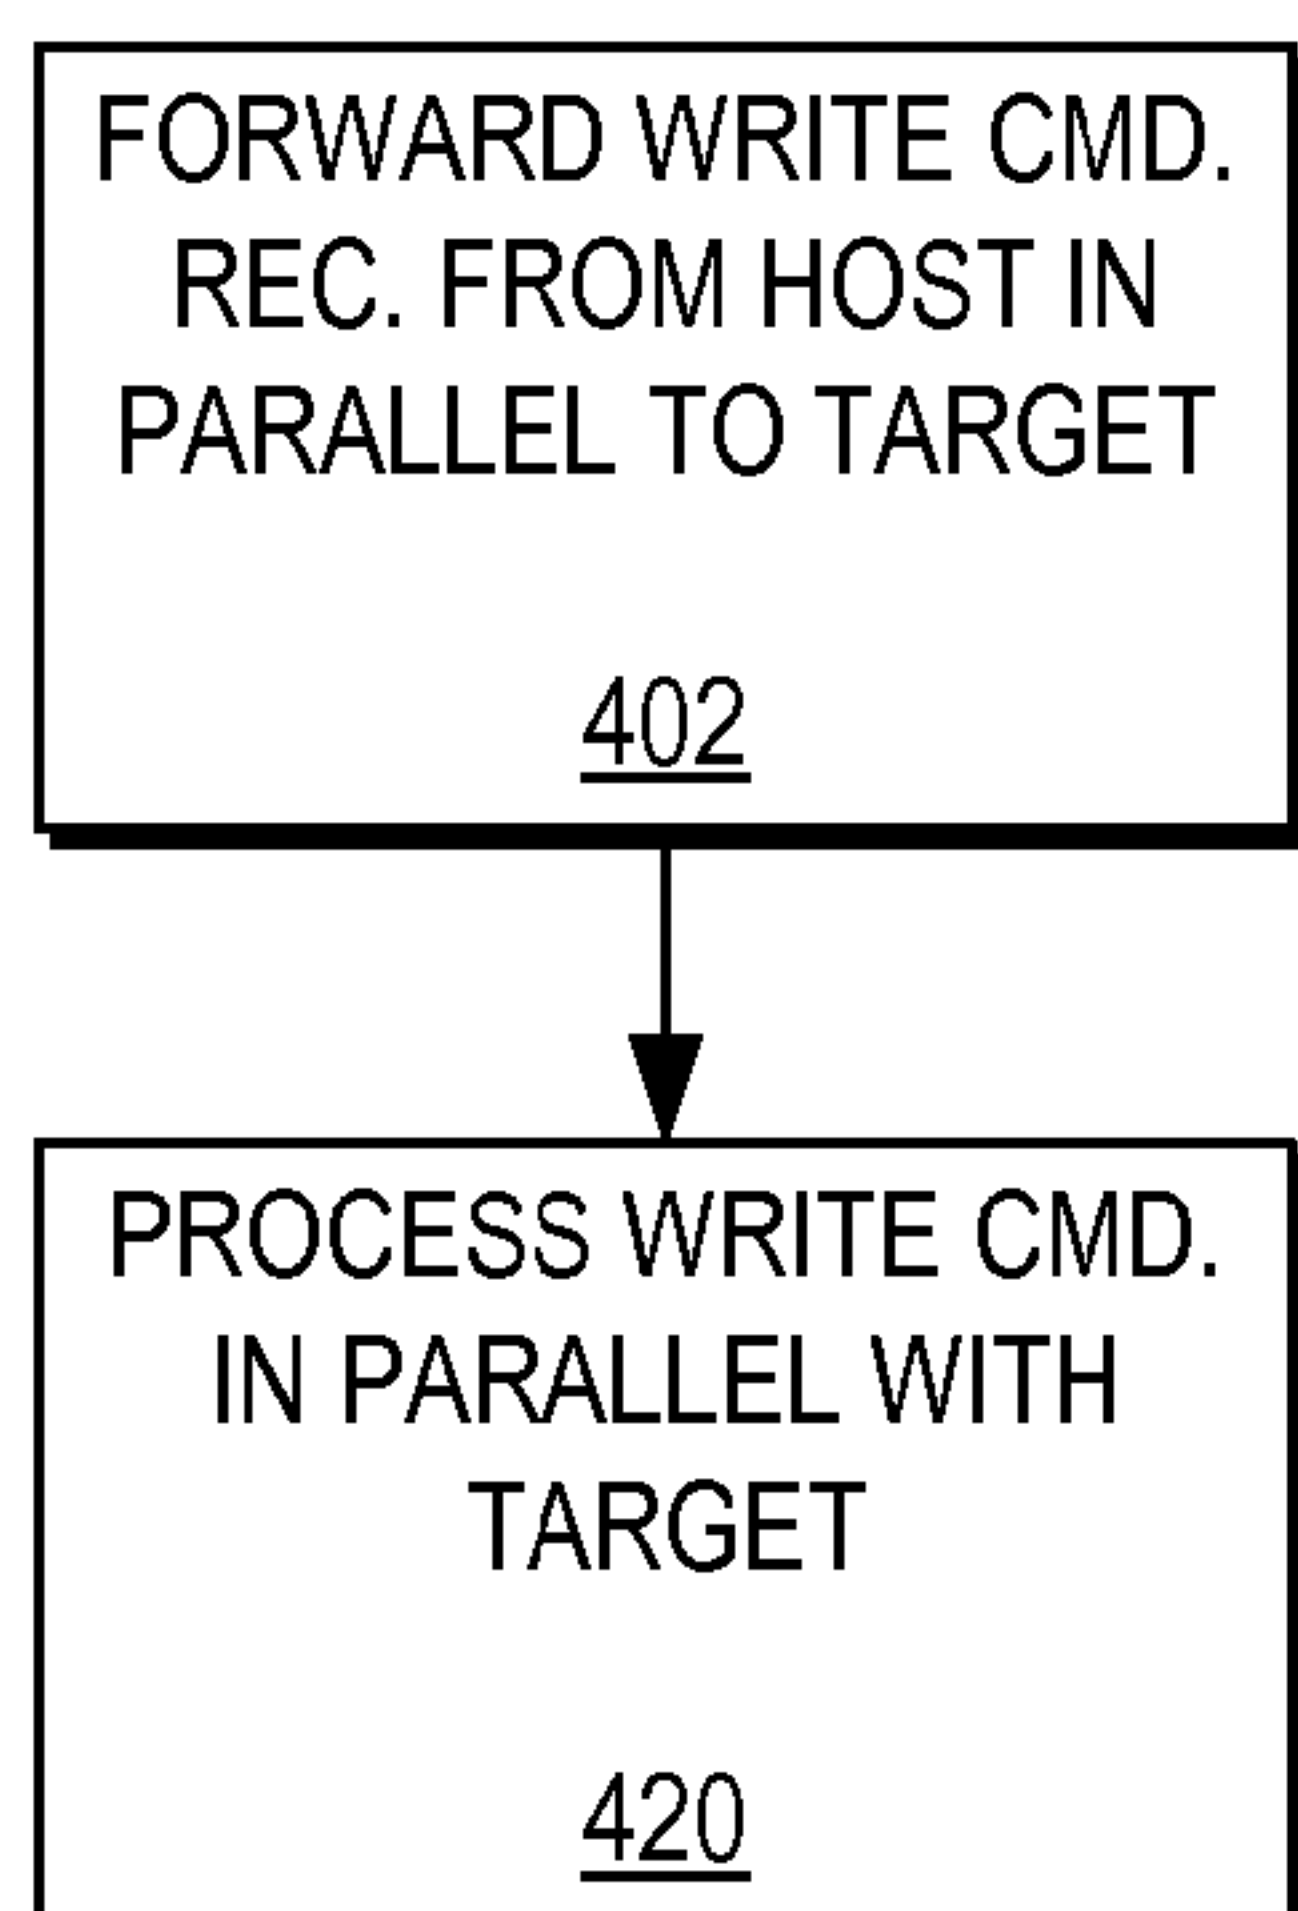 FORWARD WRITE CMD.
REC. FROM HOST IN
PARALLEL TO TARGET
402
PROCESS WRITE CMD.
IN PARALLEL WITH
TARGET
420